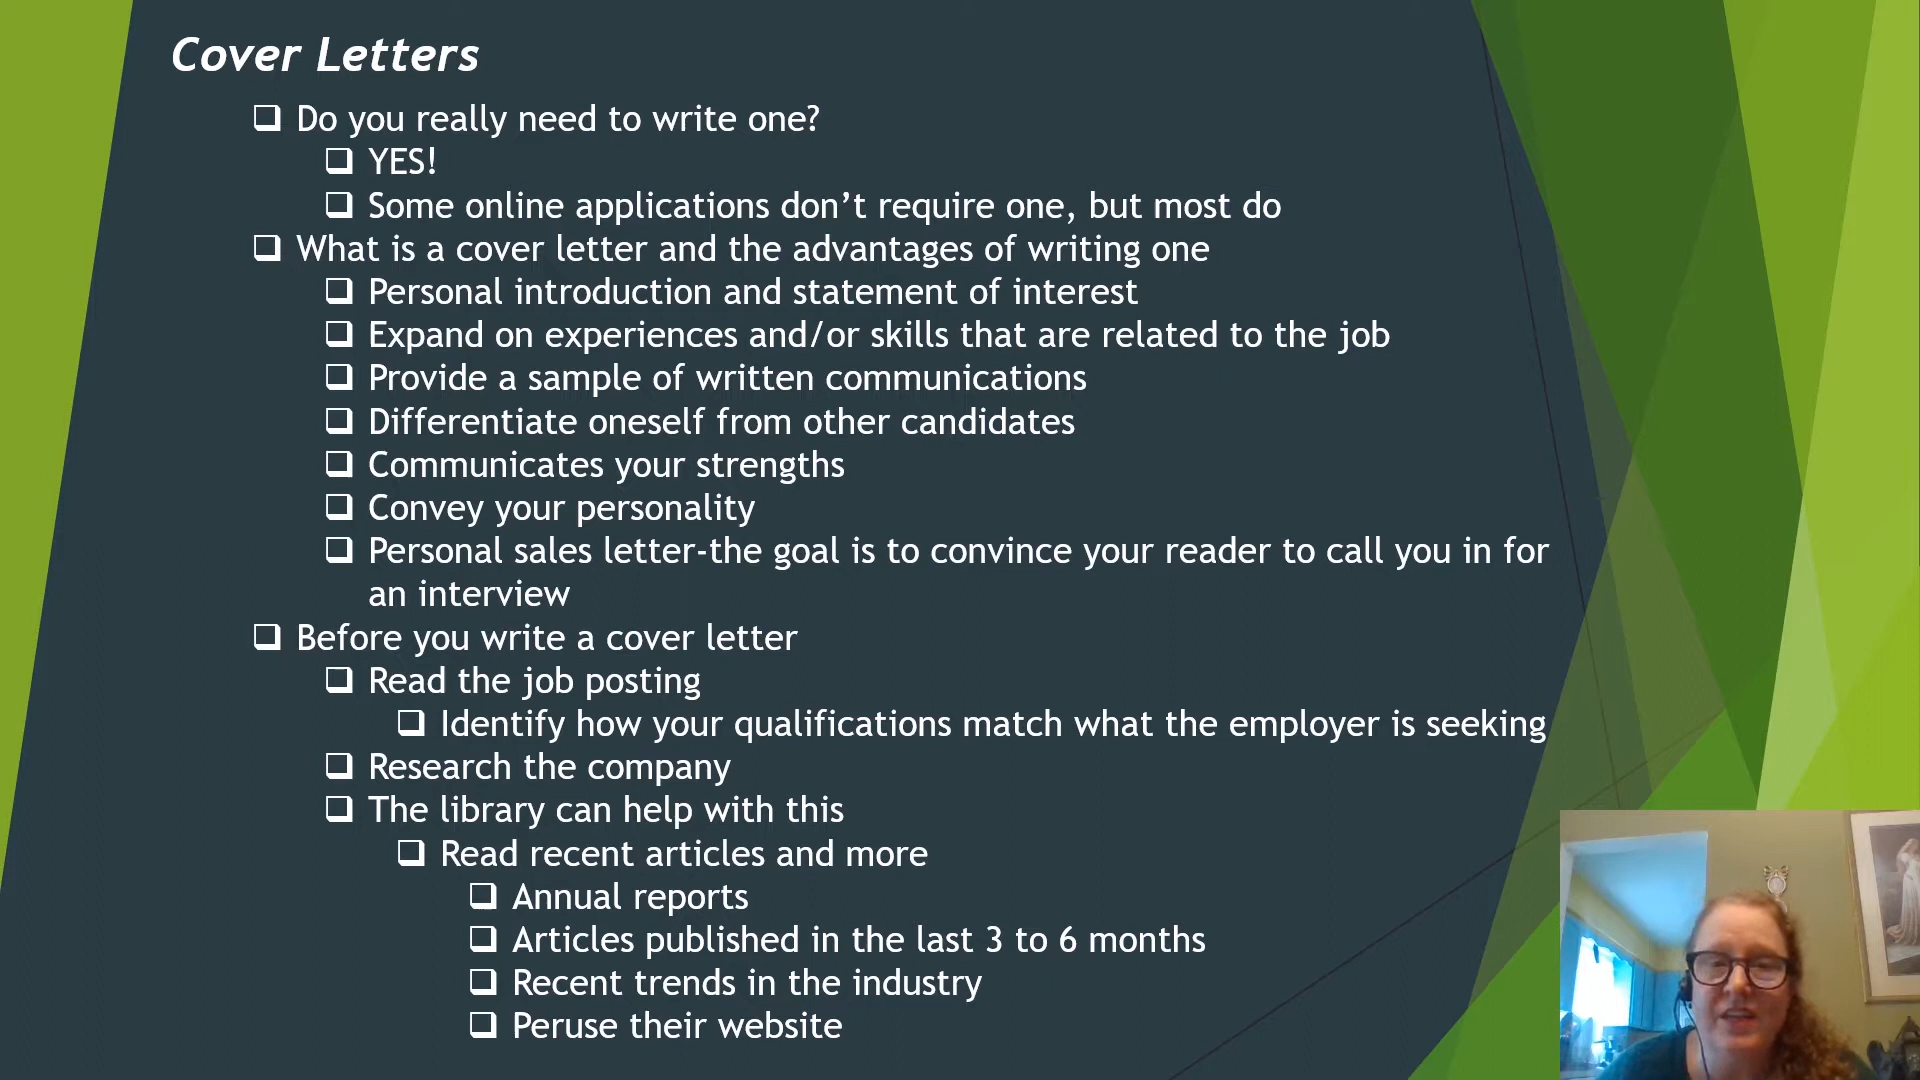 Cover Letters
❑ Do you really need to write one?
❑ YES!
❑ Some online applications don’t require one, but most do
❑ What is a cover letter and the advantages of writing one
❑ Personal introduction and statement of interest
❑ Expand on experiences and/or skills that are related to the job
❑ Provide a sample of written communications
❑ Differentiate oneself from other candidates
❑ Communicates your strengths
❑ Convey your personality
❑ Personal sales letter-the goal is to convince your reader to call you in for
an interview
❑ Before you write a cover letter
❑ Read the job posting
❑ Identify how your qualifications match what the employer is seeking
❑ Research the company
❑ The library can help with this
❑ Read recent articles and more
❑ Annual reports
❑ Articles published in the last 3 to 6 months
❑ Recent trends in the industry
❑ Peruse their website